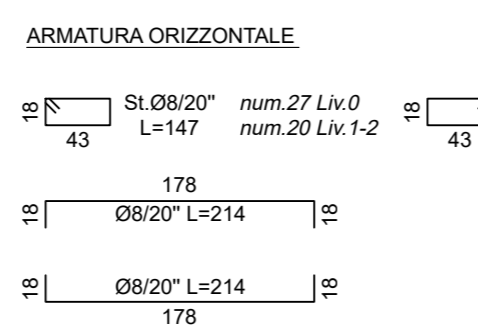 ARMATURA ORIZZONTALE
18 St.Ø8/20" num.27 Liv.0 18
43 L=147 num.20 Liv.1-2 43
178
18 Ø8/20" L=214 18
18 Ø8/20" L=214 18
178